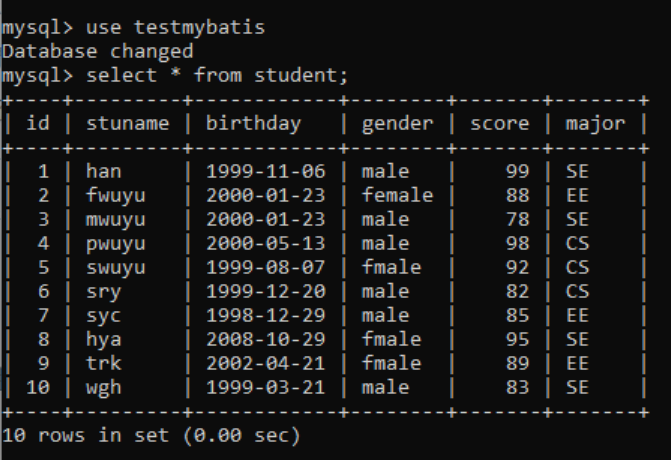 mysql> use testmybatis
Database changed
mysql> select * from student;
+----+---------+------------+--------+-------+-------+
| id | stuname | birthday   | gender | score | major |
+----+---------+------------+--------+-------+-------+
|  1 | han     | 1999-11-06 | male   |    99 | SE    |
|  2 | fwuyu   | 2000-01-23 | female |    88 | EE    |
|  3 | mwuyu   | 2000-01-23 | male   |    78 | SE    |
|  4 | pwuyu   | 2000-05-13 | male   |    98 | CS    |
|  5 | swuyu   | 1999-08-07 | fmale  |    92 | CS    |
|  6 | sry     | 1999-12-20 | male   |    82 | CS    |
|  7 | syc     | 1998-12-29 | male   |    85 | EE    |
|  8 | hya     | 2008-10-29 | fmale  |    95 | SE    |
|  9 | trk     | 2002-04-21 | fmale  |    89 | EE    |
| 10 | wgh     | 1999-03-21 | male   |    83 | SE    |
+----+---------+------------+--------+-------+-------+
10 rows in set (0.00 sec)